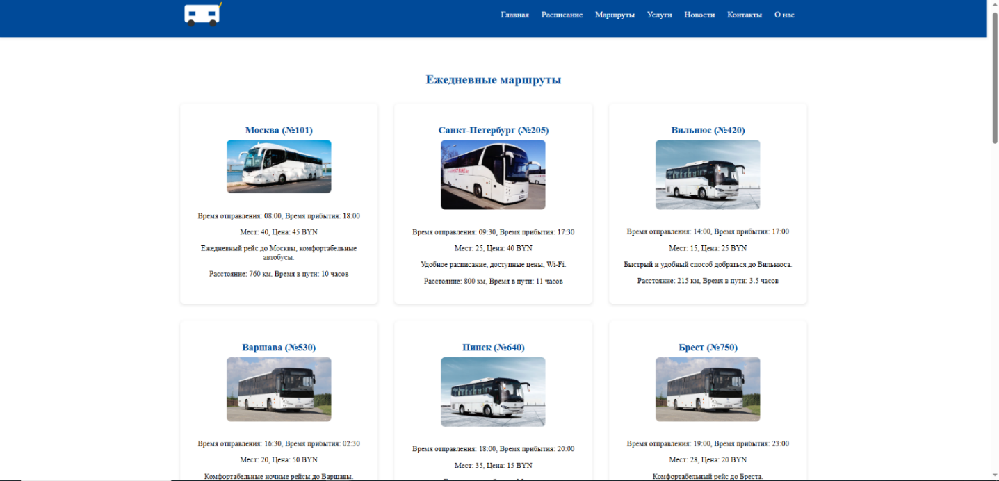 Главная Расписание Маршруты Услуги Новости Контакты О нас
Ежедневные маршруты
Москва (№101)
Время отправления: 08:00, Время прибытия: 18:00
Мест: 40, Цена: 45 BYN
Ежедневный рейс до Москвы, комфортабельные
автобусы.
Расстояние: 760 км, Время в пути: 10 часов
Санкт-Петербург (№205)
Время отправления: 09:30, Время прибытия: 17:30
Мест: 25, Цена: 40 BYN
Удобное расписание, доступные цены, Wi-Fi.
Расстояние: 800 км, Время в пути: 11 часов
Вильнюс (№420)
Время отправления: 14:00, Время прибытия: 17:00
Мест: 15, Цена: 25 BYN
Быстрый и удобный способ добраться до Вильнюса.
Расстояние: 215 км, Время в пути: 3.5 часов
Варшава (№530)
Время отправления: 16:30, Время прибытия: 02:30
Мест: 20, Цена: 50 BYN
Комфортабельные ночные рейсы до Варшавы.
Пинск (№640)
Время отправления: 18:00, Время прибытия: 20:00
Мест: 35, Цена: 15 BYN
Брест (№750)
Время отправления: 19:00, Время прибытия: 23:00
Мест: 28, Цена: 20 BYN
Комфортабельный рейс до Бреста.